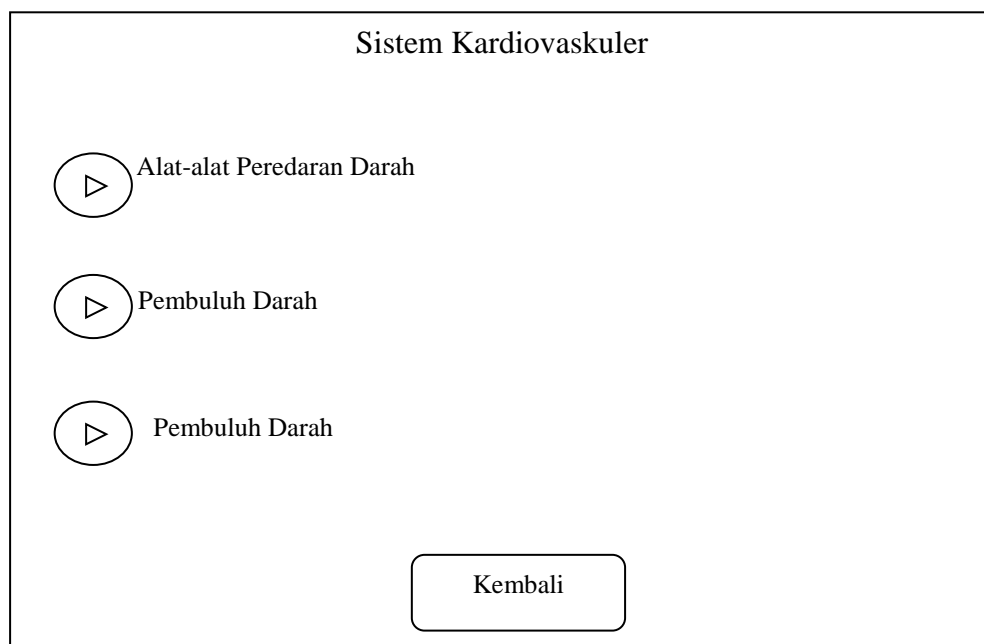 Sistem Kardiovaskuler
Alat-alat Peredaran Darah
Pembuluh Darah
Pembuluh Darah
Kembali